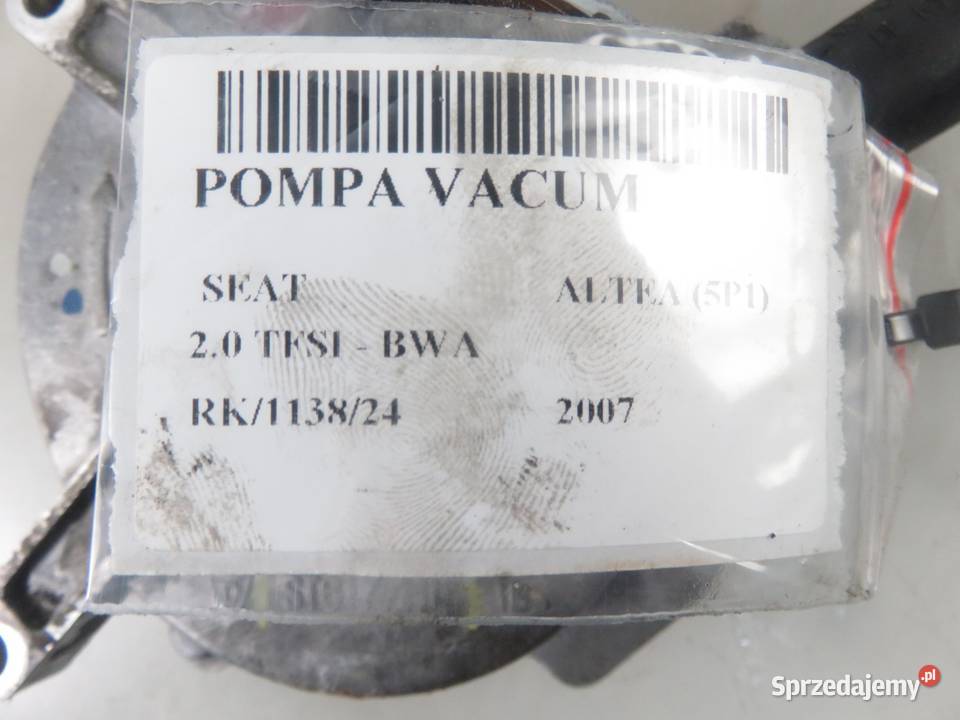 POMPA VACUM
SEAT ALTEA (5P1)
2.0 TFSI - BWA
RK/1138/24 2007
Sprzedajemy.pl